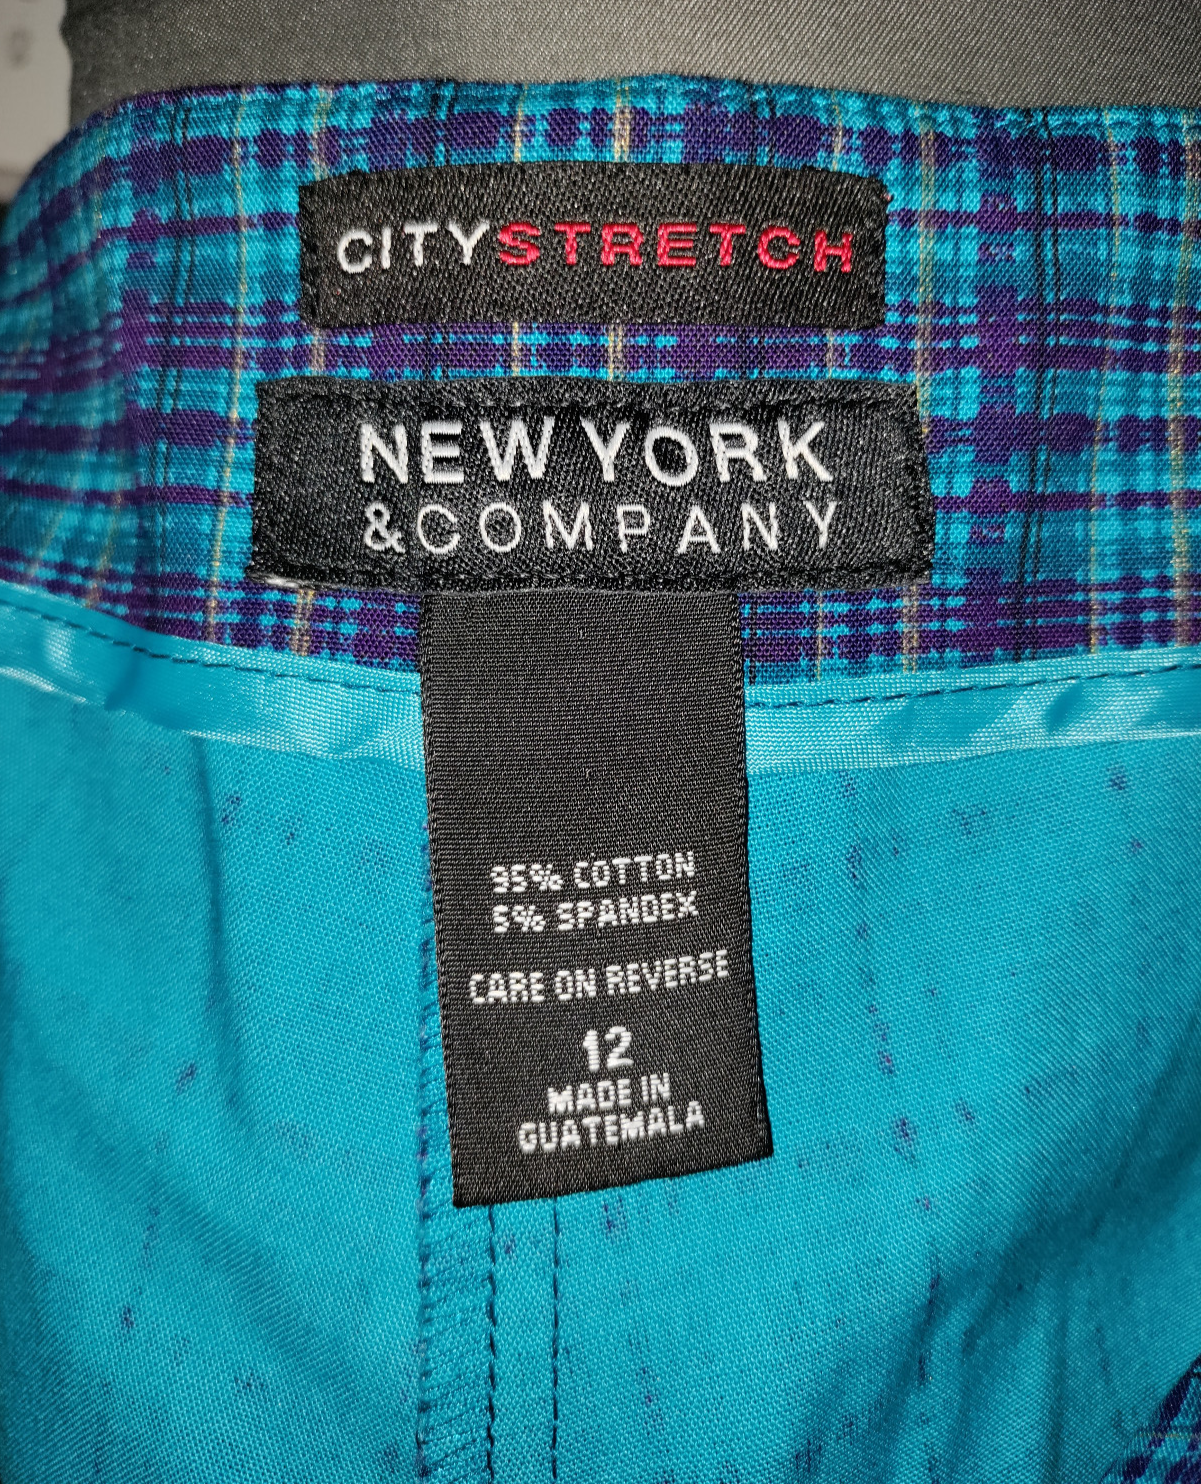 CITYSTRETCH
NEW YORK
&COMPANY
95% COTTON
5% SPANDEX
CARE ON REVERSE
12
MADE IN
GUATEMALA